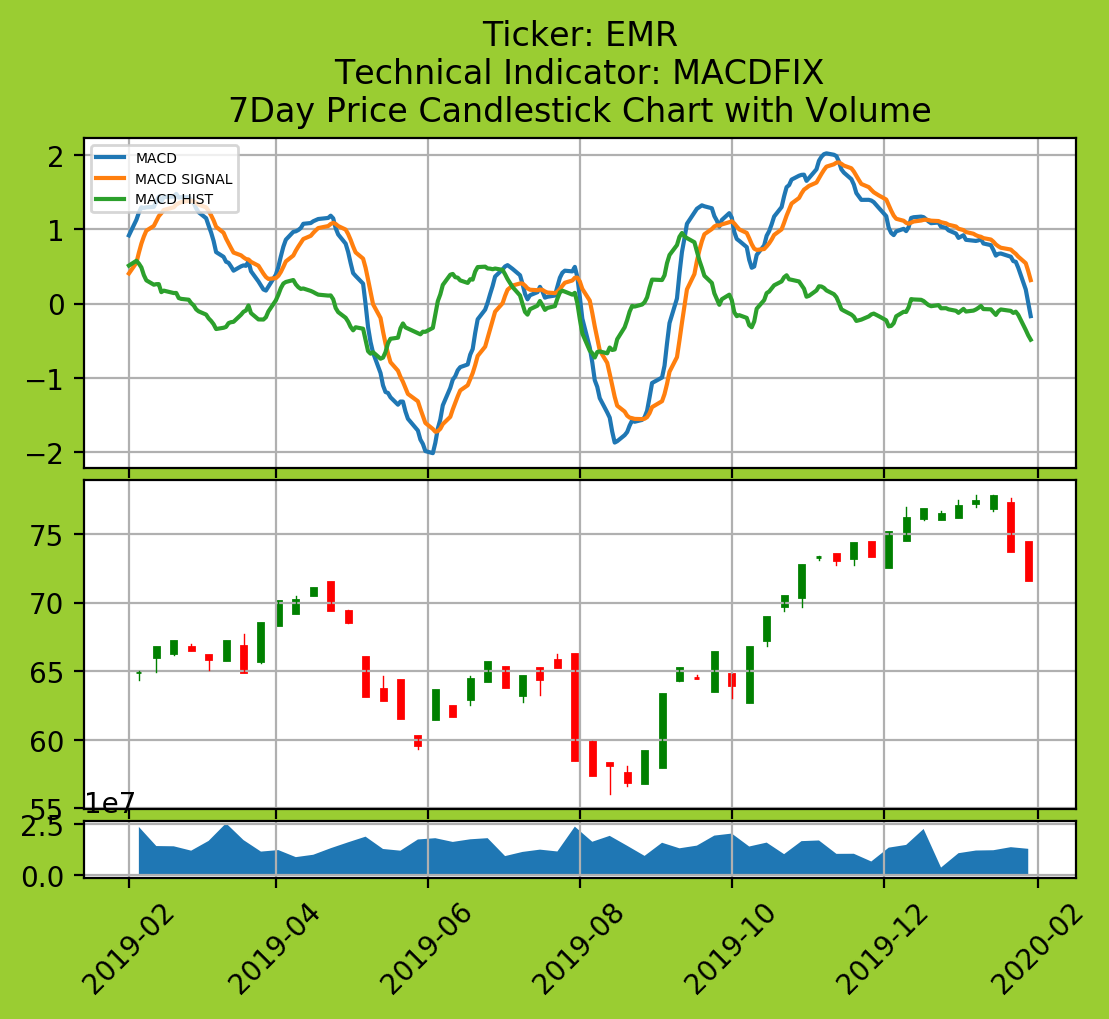 Ticker: EMR
Technical Indicator: MACDFIX
7Day Price Candlestick Chart with Volume
MACD
MACD SIGNAL
MACD HIST
2
1
0
−1
−2
75
70
65
60
55
1e7
2.5
0.0
2019-02
2019-04
2019-06
2019-08
2019-10
2019-12
2020-02